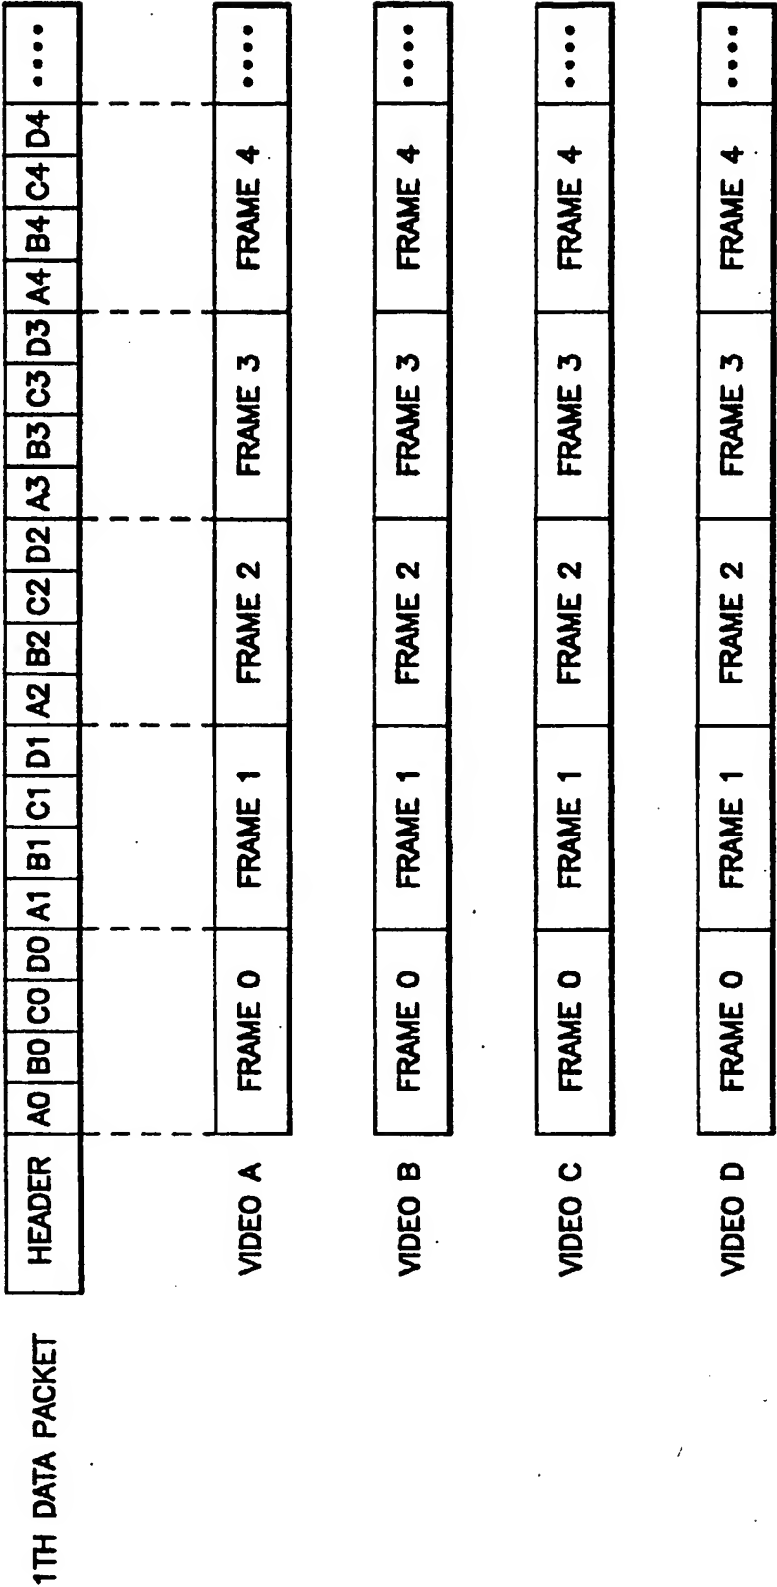 1TH DATA PACKET HEADER A0 B0 C0 D0 A1 B1 C1 D1 A2 B2 C2 D2 A3 B3 C3 D3 A4 B4 C4 D4 ••••
VIDEO A FRAME 0 FRAME 1 FRAME 2 FRAME 3 FRAME 4 ••••
VIDEO B FRAME 0 FRAME 1 FRAME 2 FRAME 3 FRAME 4 ••••
VIDEO C FRAME 0 FRAME 1 FRAME 2 FRAME 3 FRAME 4 ••••
VIDEO D FRAME 0 FRAME 1 FRAME 2 FRAME 3 FRAME 4 ••••